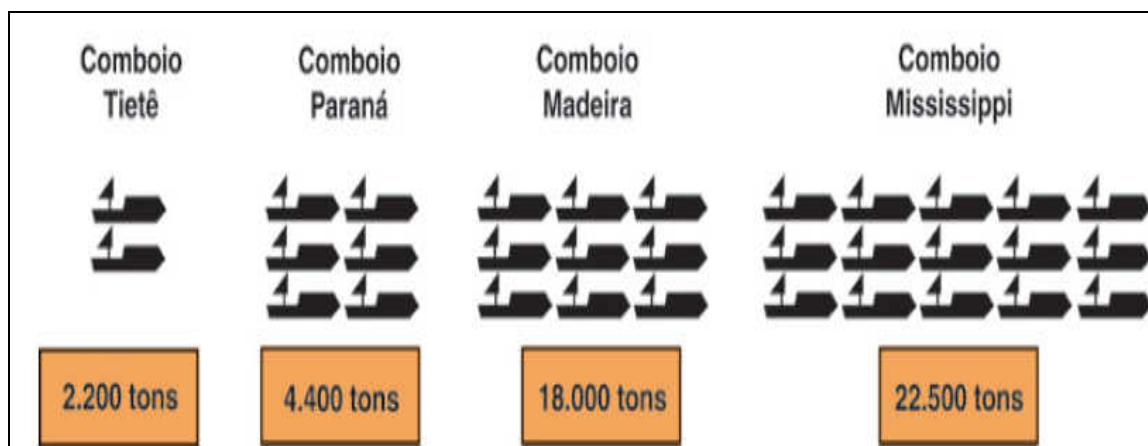 Comboio
Tietê
Comboio
Paraná
Comboio
Madeira
Comboio
Mississippi
2.200 tons
4.400 tons
18.000 tons
22.500 tons